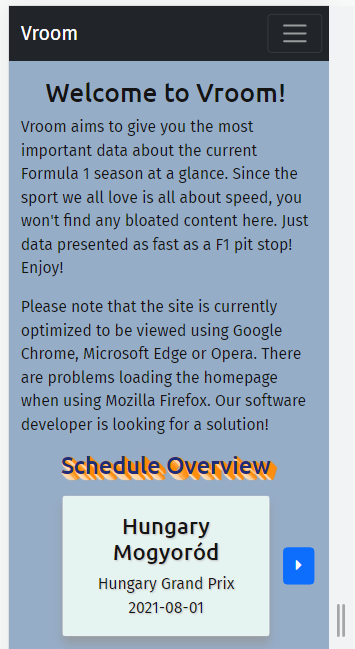 Vroom
Welcome to Vroom!
Vroom aims to give you the most
important data about the current
Formula 1 season at a glance. Since the
sport we all love is all about speed, you
won't find any bloated content here. Just
data presented as fast as a F1 pit stop!
Enjoy!
Please note that the site is currently
optimized to be viewed using Google
Chrome, Microsoft Edge or Opera. There
are problems loading the homepage
when using Mozilla Firefox. Our software
developer is looking for a solution!
Schedule Overview
Hungary
Mogyoród
Hungary Grand Prix
2021-08-01